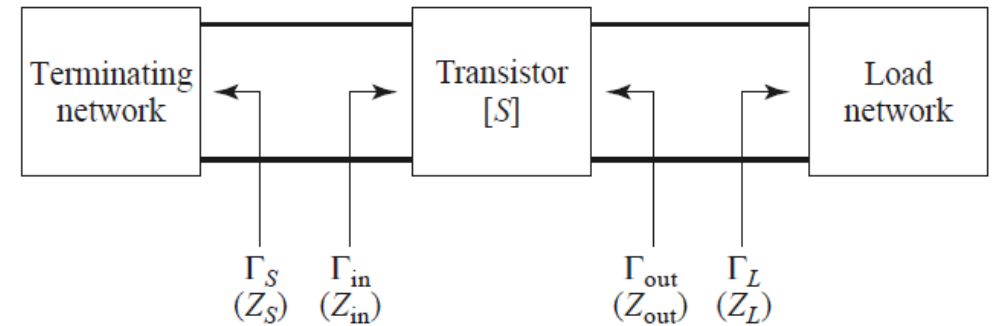 Terminating
network
Transistor
[S]
Load
network
Γ_S Γ_in Γ_out Γ_L
(Z_S) (Z_in) (Z_out) (Z_L)